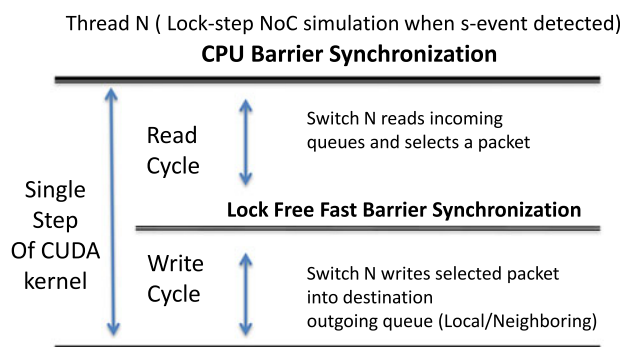 Thread N ( Lock-step NoC simulation when s-event detected)
CPU Barrier Synchronization
Switch N reads incoming
queues and selects a packet
Read
Cycle
Single
Step
Of CUDA
kernel
Lock Free Fast Barrier Synchronization
Write
Cycle
Switch N writes selected packet
into destination
outgoing queue (Local/Neighboring)